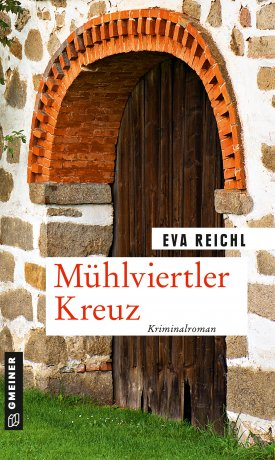 EVA REICHL
Mühlviertler
Kreuz
Kriminalroman
GMEINER